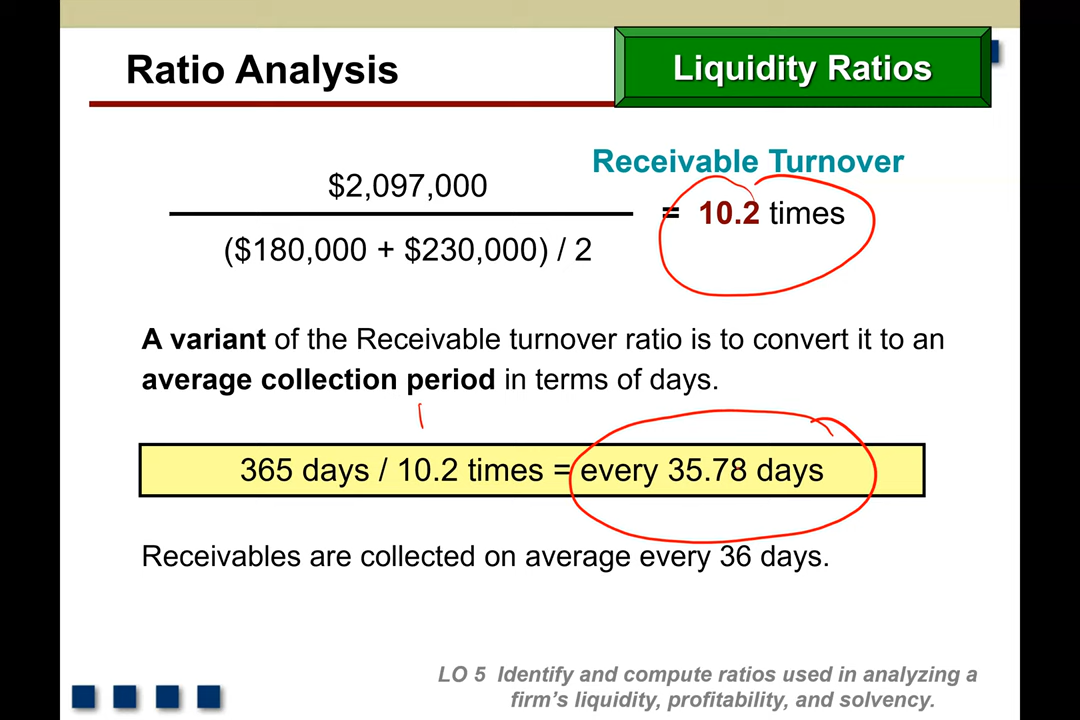 Ratio Analysis
Liquidity Ratios
Receivable Turnover
$2,097,000
($180,000 + $230,000) / 2
= 10.2 times
A variant of the Receivable turnover ratio is to convert it to an
average collection period in terms of days.
365 days / 10.2 times = every 35.78 days
Receivables are collected on average every 36 days.
LO 5 Identify and compute ratios used in analyzing a
firm's liquidity, profitability, and solvency.